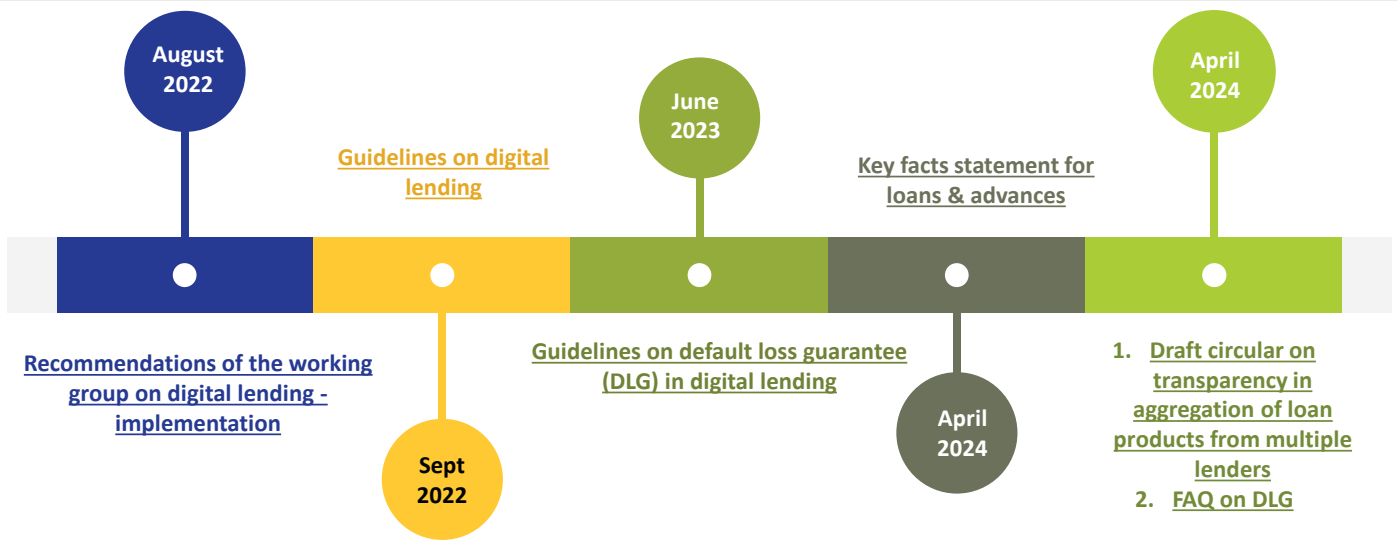 August
2022
Recommendations of the working
group on digital lending -
implementation
Guidelines on digital
lending
Sept
2022
June
2023
Guidelines on default loss guarantee
(DLG) in digital lending
Key facts statement for
loans & advances
April
2024
April
2024
1. Draft circular on
transparency in
aggregation of loan
products from multiple
lenders
2. FAQ on DLG